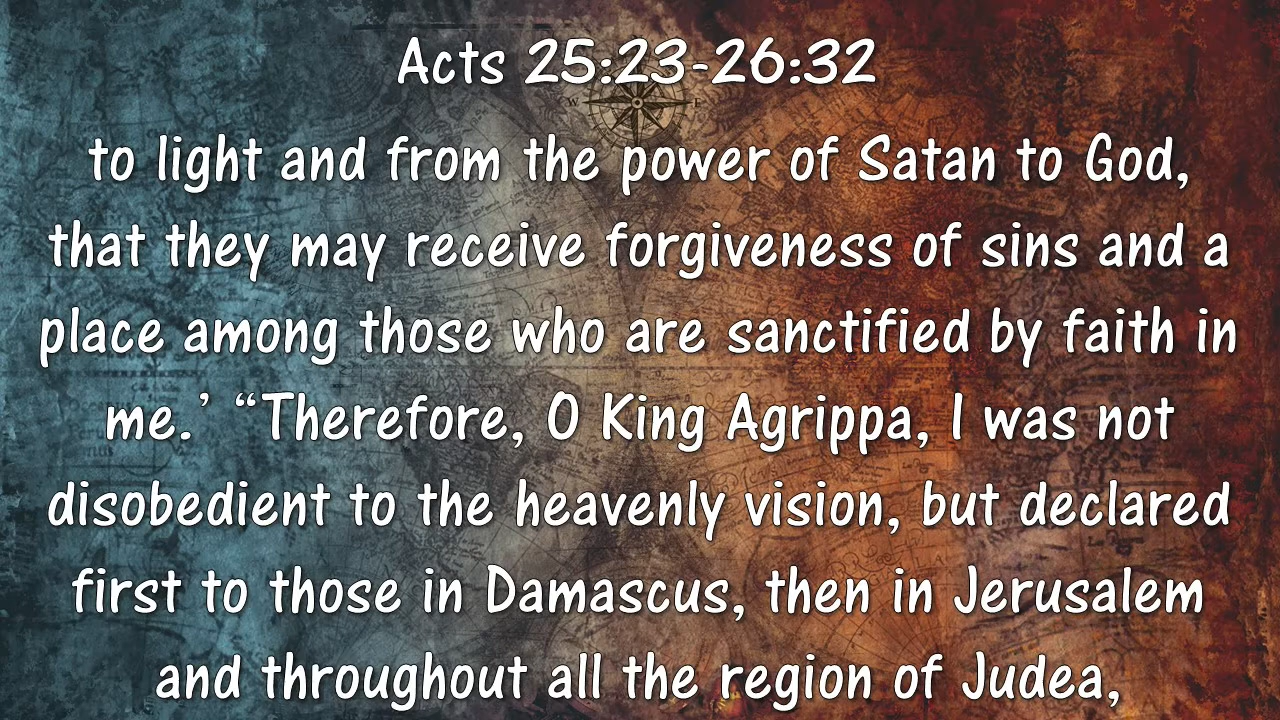 Acts 25:23-26:32
W E
to light and from the power of Satan to God,
that they may receive forgiveness of sins and a
place among those who are sanctified by faith in
me.’ “Therefore, O King Agrippa, I was not
disobedient to the heavenly vision, but declared
first to those in Damascus, then in Jerusalem
and throughout all the region of Judea,